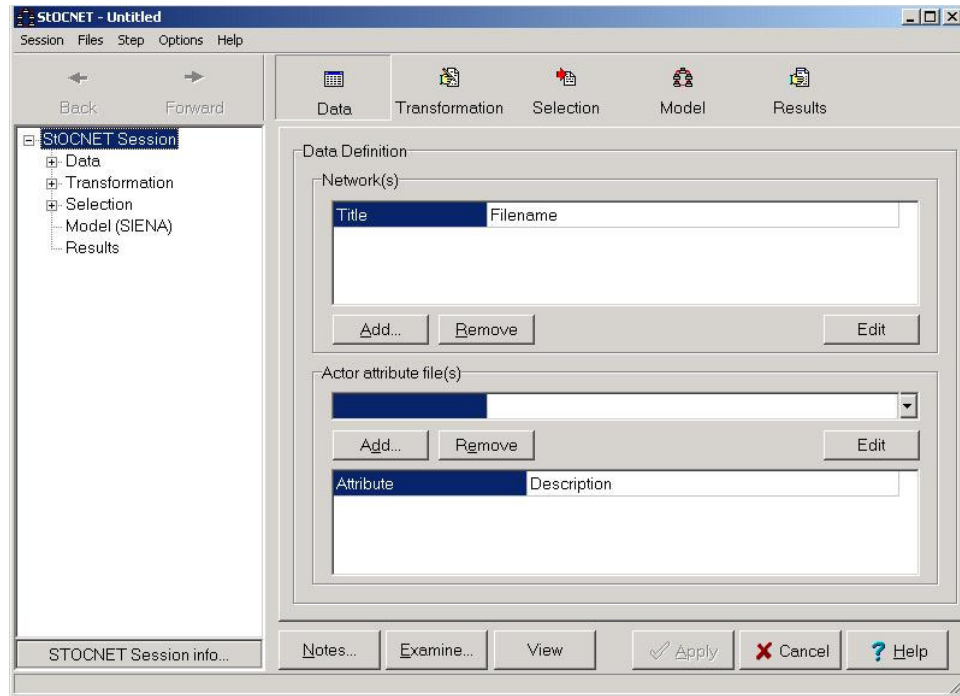 StOCNET - Untitled
Session Files Step Options Help
Back Forward Data Transformation Selection Model Results
StOCNET Session
Data
Transformation
Selection
Model (SIENA)
Results
STOCNET Session info...
Data Definition
Network(s)
Title Filename
Add... Remove Edit
Actor attribute file(s)
Add... Remove Edit
Attribute Description
Notes... Examine... View Apply Cancel ? Help